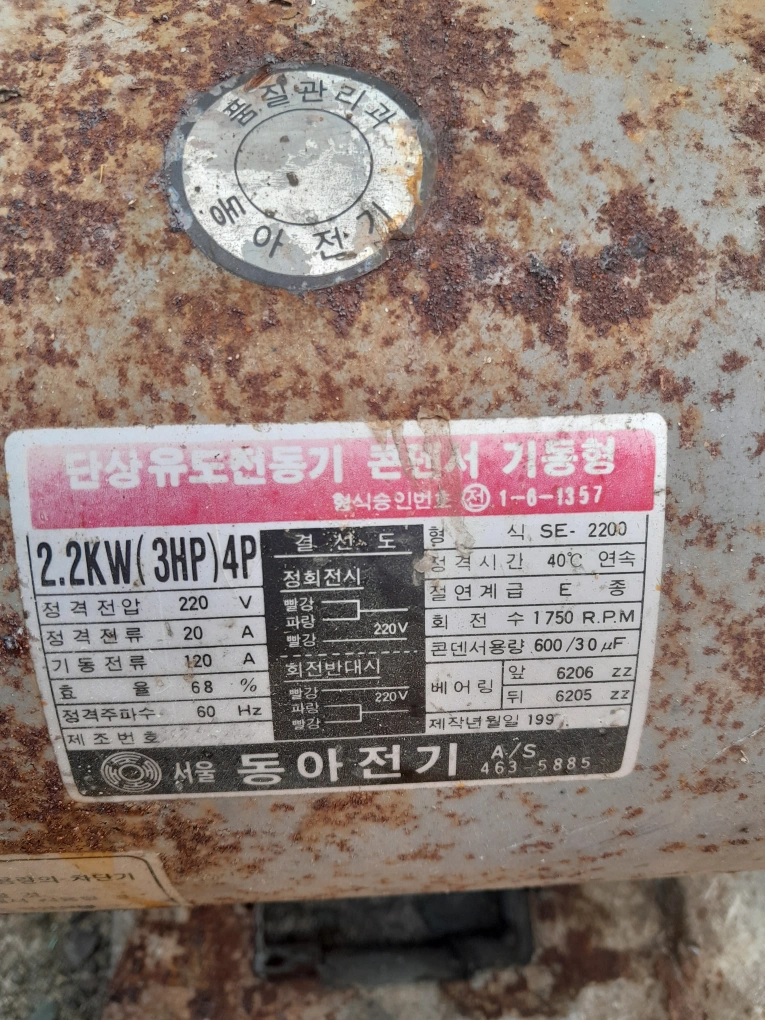 품질관리과
동아전기
단상유도전동기 콘덴서 기동형
형식승인번호 전 1-6-1357
2.2KW(3HP)4P
정격전압 220 V
정격전류 20 A
기동전류 120 A
효율 68 %
정격주파수 60 Hz
제조번호
결선도
정회전시
빨강
파랑
빨강
220V
회전반대시
빨강
파랑
빨강
220V
형식 SE-2200
정격시간 40℃ 연속
절연계급 E 종
회전수 1750 R.P.M
콘덴서용량 600/30 μF
베어링
앞 6206 zz
뒤 6205 zz
제작년월일 199
서울 동아전기 A/S
463-5885
차단기